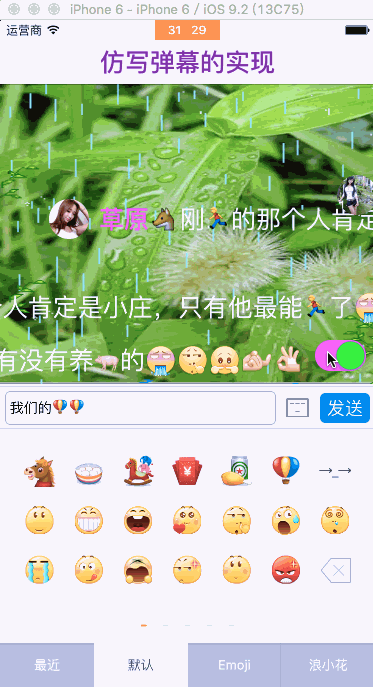 iPhone 6 - iPhone 6 / iOS 9.2 (13C75)
运营商
31 29
仿写弹幕的实现
草原🐴刚🏃的那个人肯定
人肯定是小庄，只有他最能🏃了
有没有养🐖的
我们的
发送
→_→
最近
默认
Emoji
浪小花